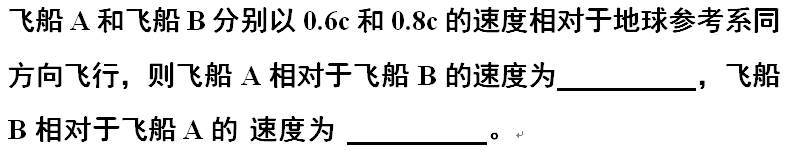 飞船 A 和飞船 B 分别以 0.6c 和 0.8c 的速度相对于地球参考系同
方向飞行，则飞船 A 相对于飞船 B 的速度为__________，飞船
B 相对于飞船 A 的 速度为 __________。